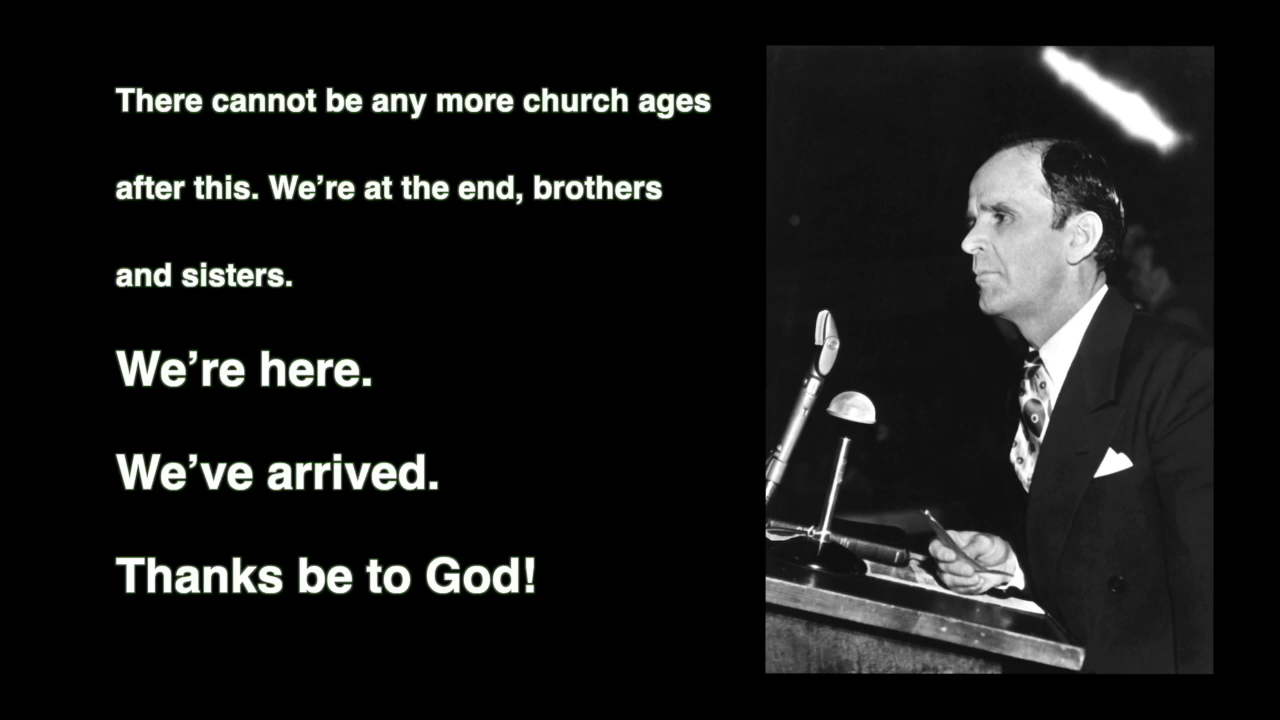 There cannot be any more church ages
after this. We’re at the end, brothers
and sisters.
We’re here.
We’ve arrived.
Thanks be to God!